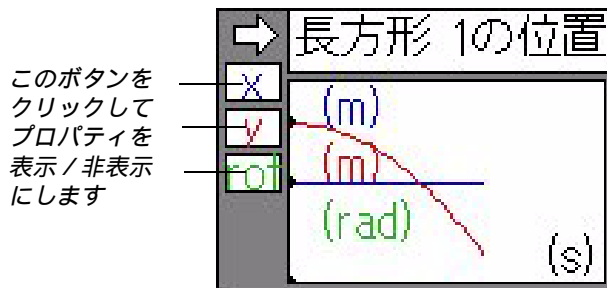 長方形 1の位置
このボタンを
クリックして
プロパティを
表示 / 非表示
にします
x
y
rot
(m)
(m)
(rad)
(s)